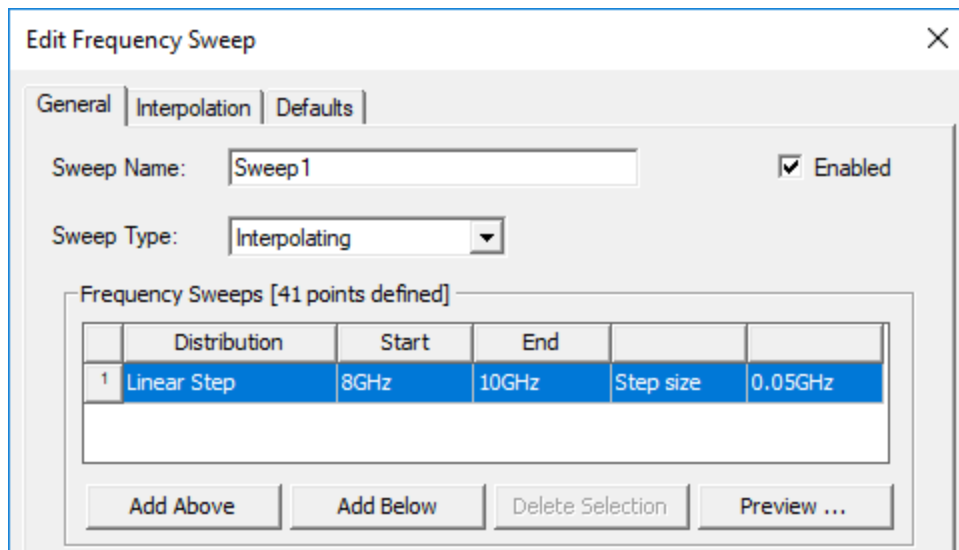 Edit Frequency Sweep
General Interpolation Defaults
Sweep Name: Sweep1 Enabled
Sweep Type: Interpolating
Frequency Sweeps [41 points defined]
Distribution Start End
1 Linear Step 8GHz 10GHz Step size 0.05GHz
Add Above Add Below Delete Selection Preview ...